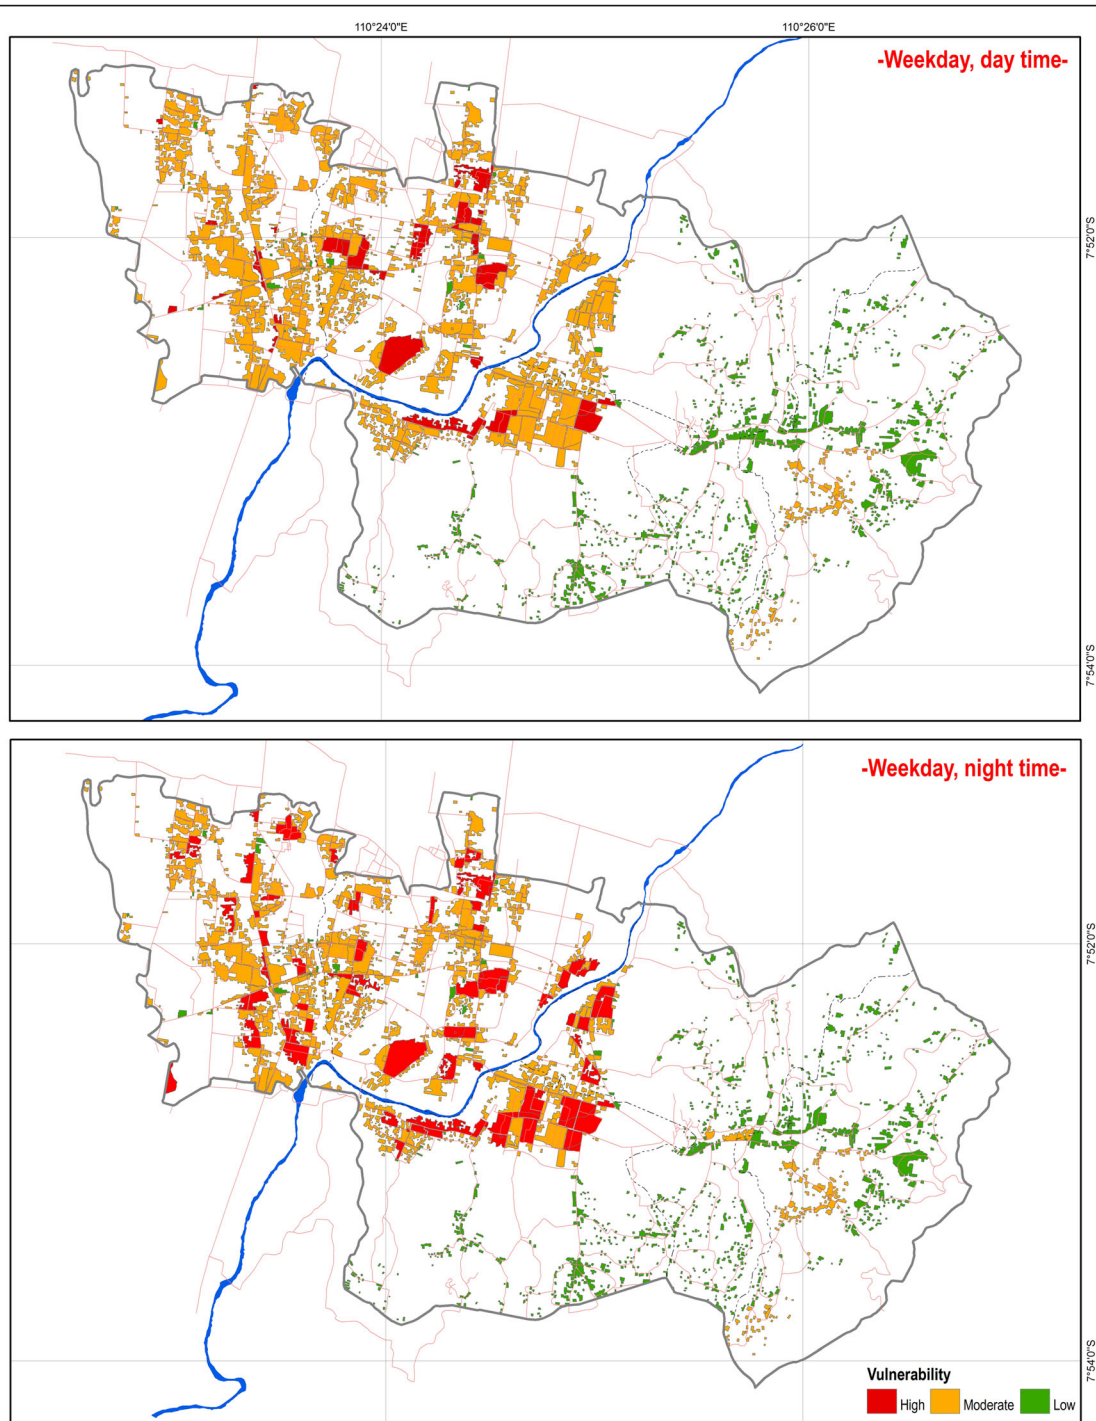 110°24'0"E
110°26'0"E
-Weekday, day time-
7°52'0"S
7°54'0"S
-Weekday, night time-
7°52'0"S
7°54'0"S
Vulnerability
High
Moderate
Low